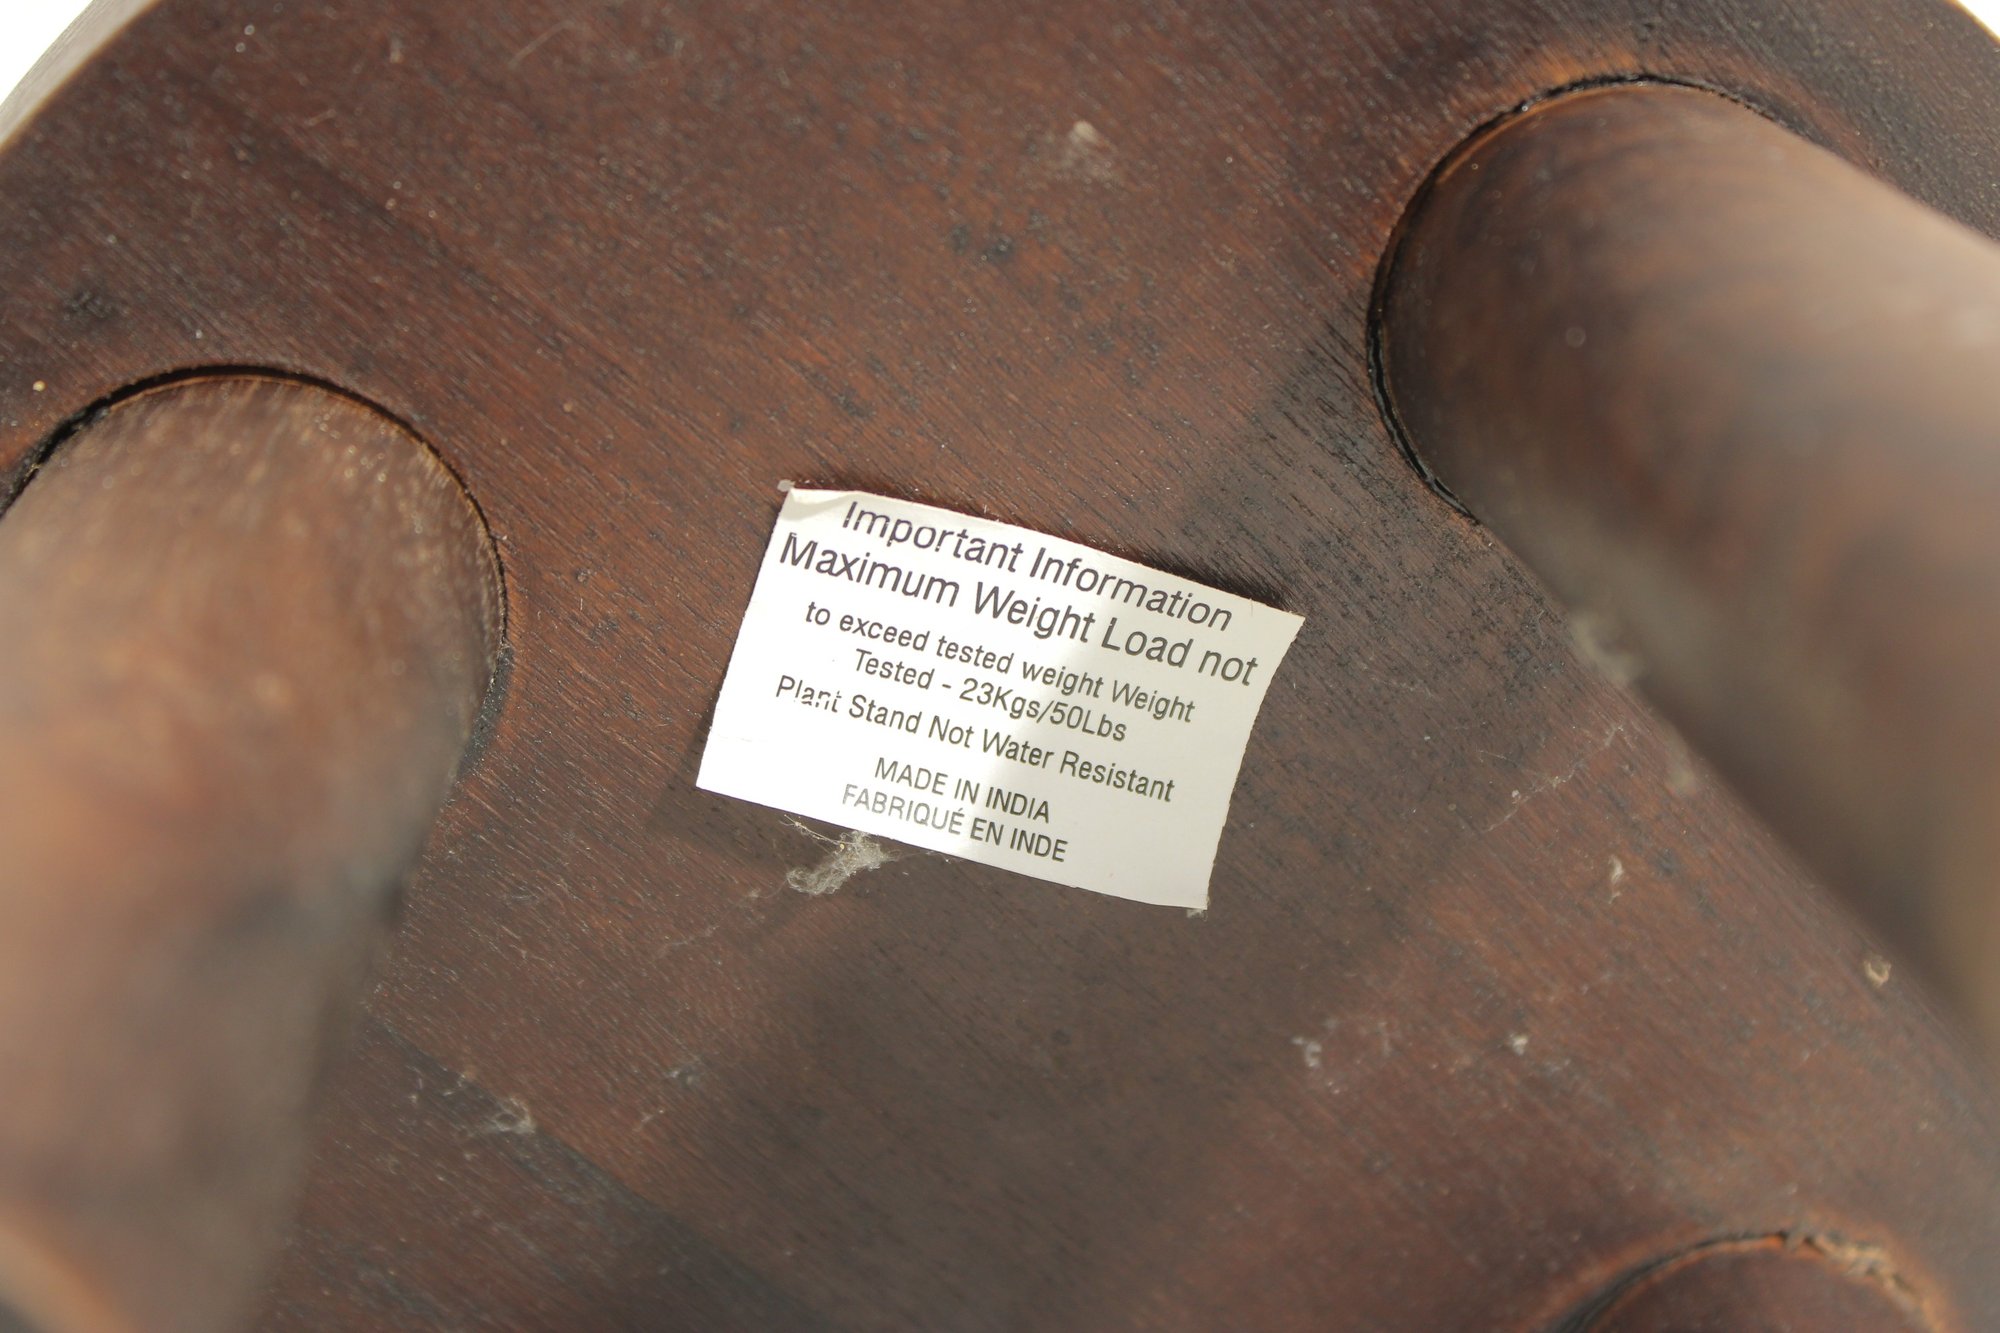 Important Information
Maximum Weight Load not
to exceed tested weight Weight
Tested - 23Kgs/50Lbs
Plant Stand Not Water Resistant
MADE IN INDIA
FABRIQUÉ EN INDE